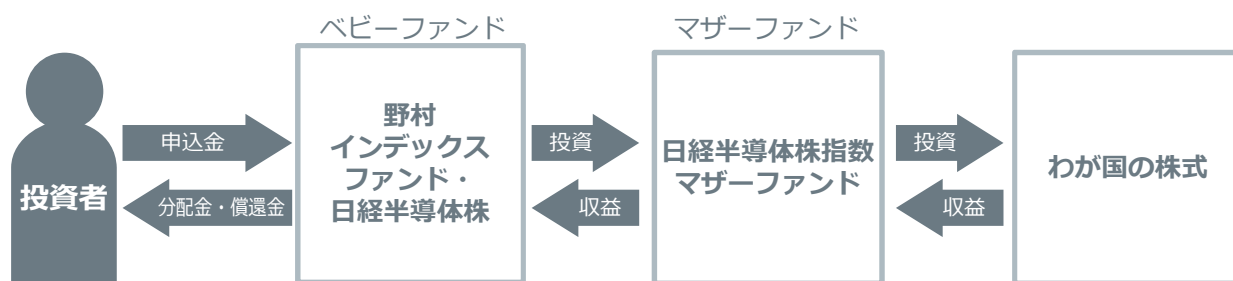 ベビーファンド
マザーファンド
投資者
申込金
分配金・償還金
野村
インデックス
ファンド・
日経半導体株
投資
収益
日経半導体株指数
マザーファンド
投資
収益
わが国の株式